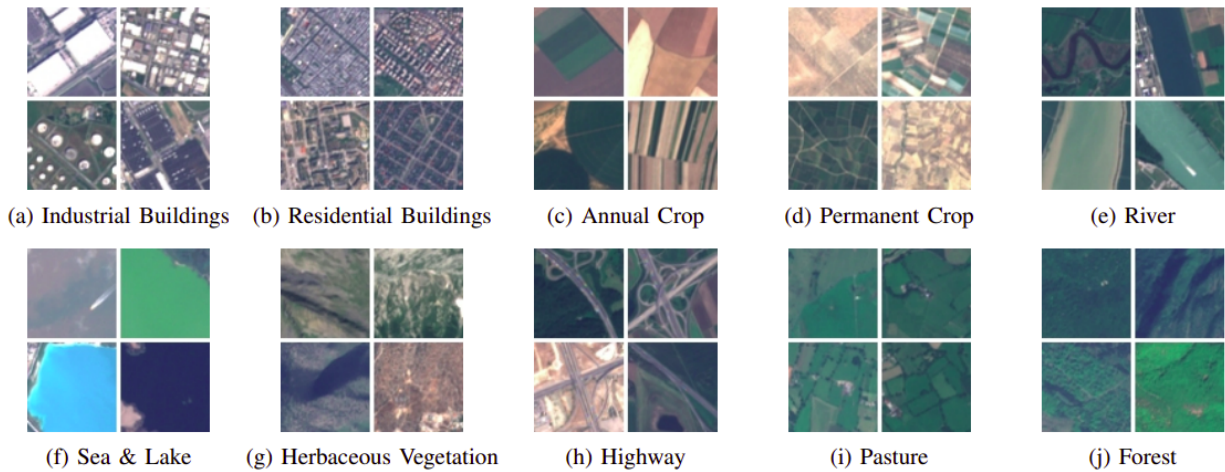 (a) Industrial Buildings
(b) Residential Buildings
(c) Annual Crop
(d) Permanent Crop
(e) River
(f) Sea & Lake
(g) Herbaceous Vegetation
(h) Highway
(i) Pasture
(j) Forest